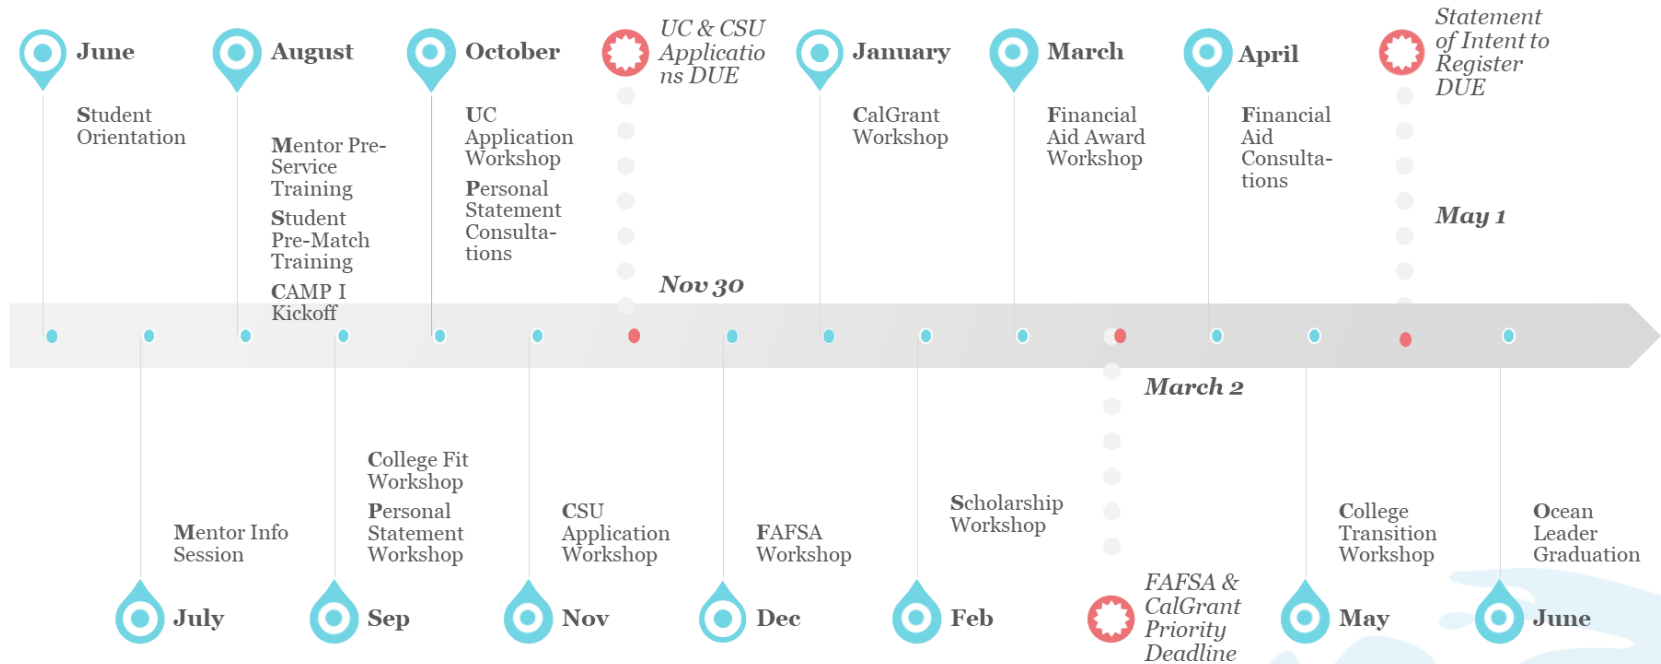 June
Student
Orientation
August
Mentor Pre-
Service
Training
Student
Pre-Match
Training
CAMP I
Kickoff
October
UC
Application
Workshop
Personal
Statement
Consulta-
tions
UC & CSU
Applicatio
ns DUE
Nov 30
January
CalGrant
Workshop
March
Financial
Aid Award
Workshop
April
Financial
Aid
Consulta-
tions
Statement
of Intent to
Register
DUE
May 1
Mentor Info
Session
July
College Fit
Workshop
Personal
Statement
Workshop
Sep
CSU
Application
Workshop
Nov
FAFSA
Workshop
Dec
Scholarship
Workshop
Feb
March 2
FAFSA &
CalGrant
Priority
Deadline
College
Transition
Workshop
May
Ocean
Leader
Graduation
June